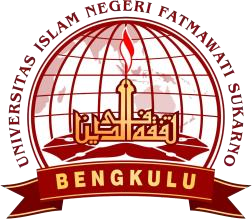 UNIVERSITAS ISLAM NEGERI FATMAWATI SUKARNO
BENGKULU